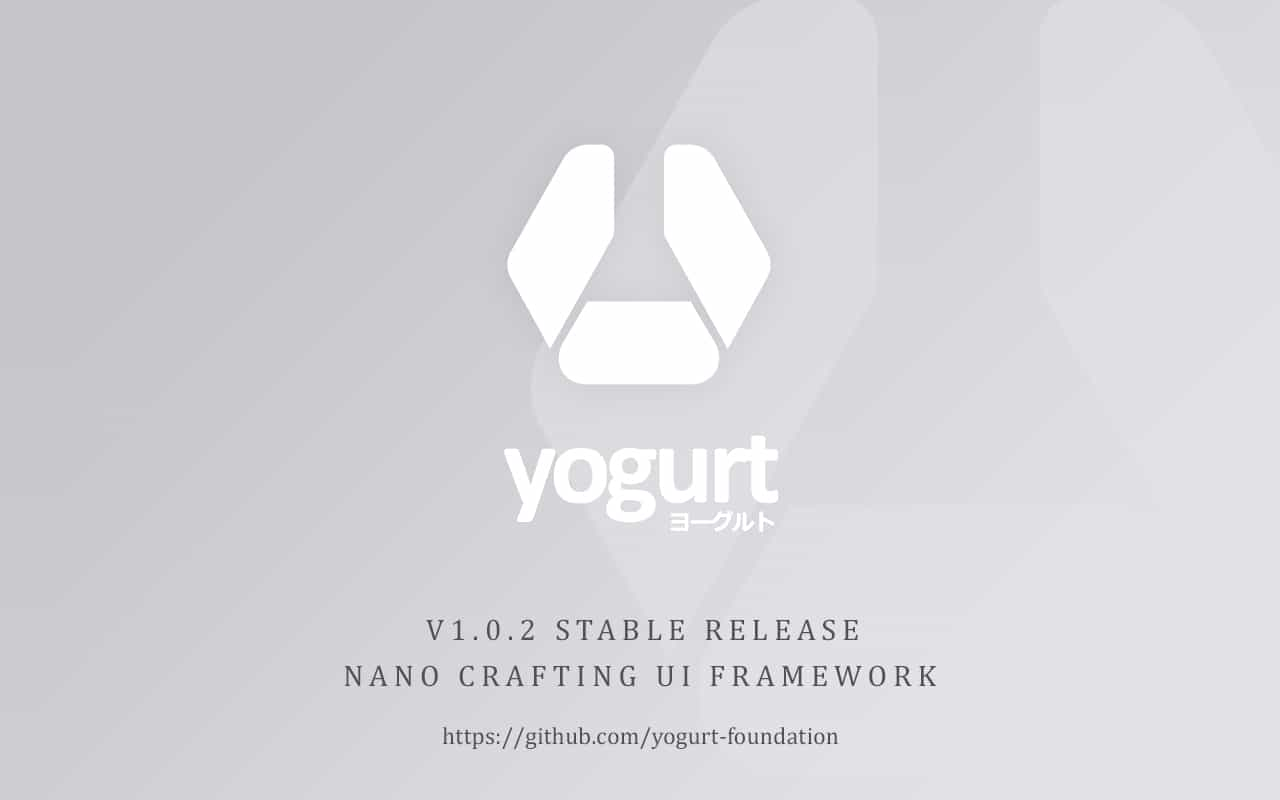 yogurt
ヨーグルト
V1.0.2 STABLE RELEASE
NANO CRAFTING UI FRAMEWORK
https://github.com/yogurt-foundation